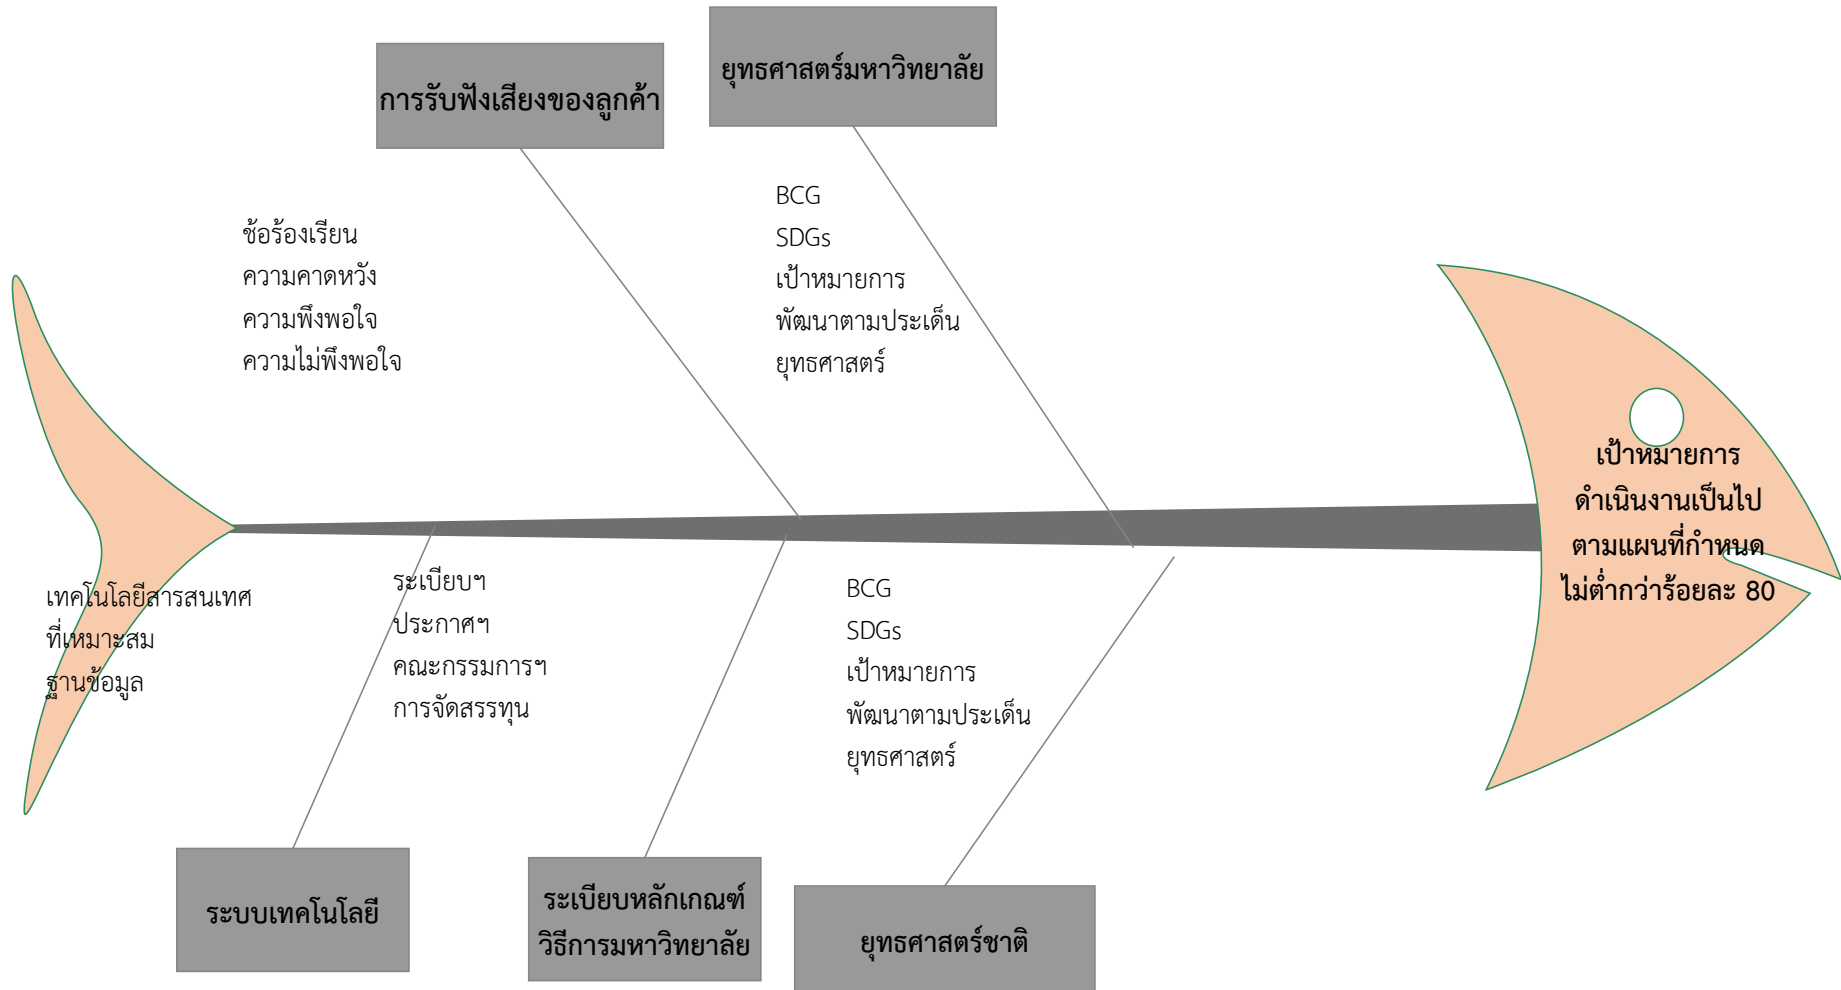 ยุทธศาสตร์มหาวิทยาลัย
การรับฟังเสียงของลูกค้า
BCG
SDGs
เป้าหมายการ
พัฒนาตามประเด็น
ยุทธศาสตร์
ช้อร้องเรียน
ความคาดหวัง
ความพึงพอใจ
ความไม่พึงพอใจ
เป้าหมายการ
ดำเนินงานเป็นไป
ตามแผนที่กำหนด
ไม่ต่ำกว่าร้อยละ 80
เทคโนโลยีสารสนเทศ
ที่เหมาะสม
ฐานข้อมูล
ระเบียบฯ
ประกาศฯ
คณะกรรมการฯ
การจัดสรรทุน
BCG
SDGs
เป้าหมายการ
พัฒนาตามประเด็น
ยุทธศาสตร์
ระบบเทคโนโลยี
ระเบียบหลักเกณฑ์
วิธีการมหาวิทยาลัย
ยุทธศาสตร์ชาติ